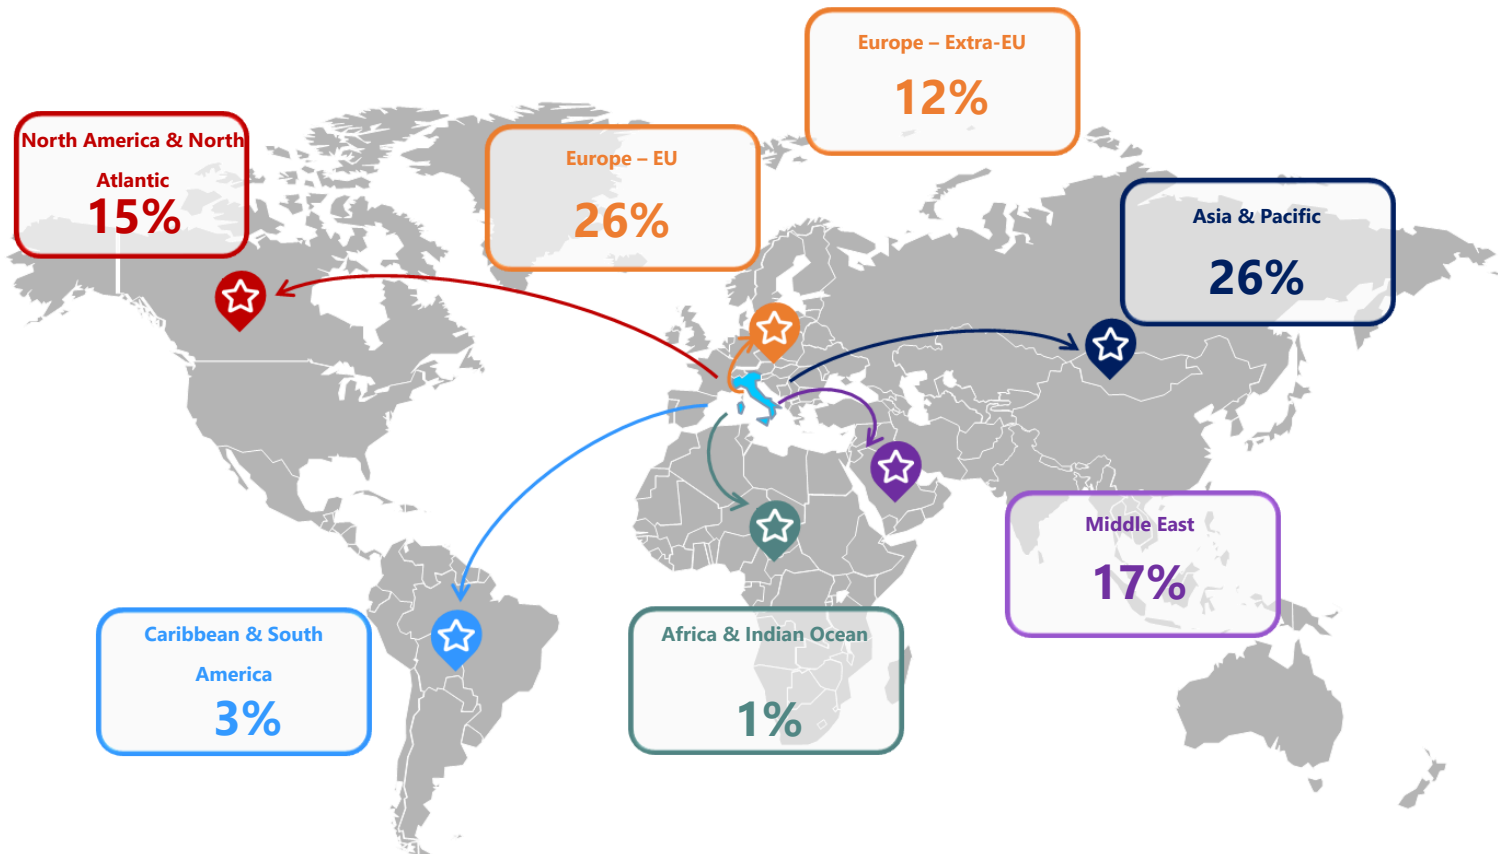 Europe – Extra-EU
12%
North America & North
Atlantic
15%
Europe – EU
26%
Asia & Pacific
26%
Middle East
17%
Caribbean & South
America
3%
Africa & Indian Ocean
1%